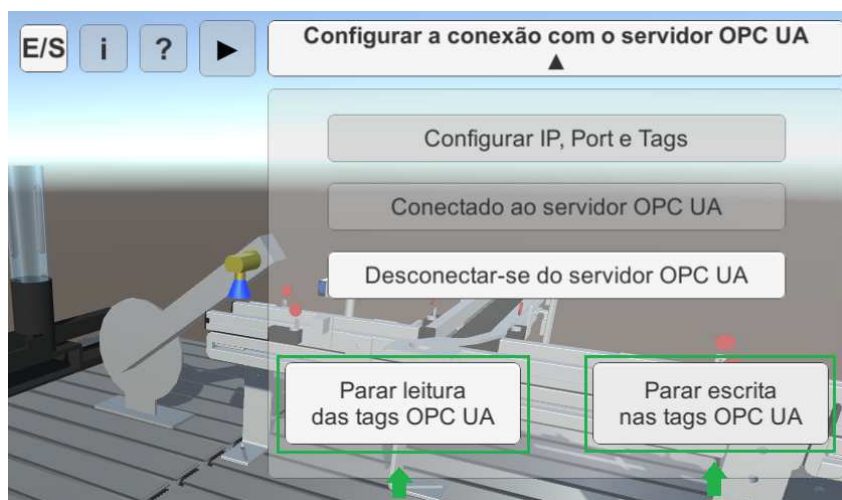 E/S
i
?
Configurar a conexão com o servidor OPC UA
Configurar IP, Port e Tags
Conectado ao servidor OPC UA
Desconectar-se do servidor OPC UA
Parar leitura
das tags OPC UA
Parar escrita
nas tags OPC UA